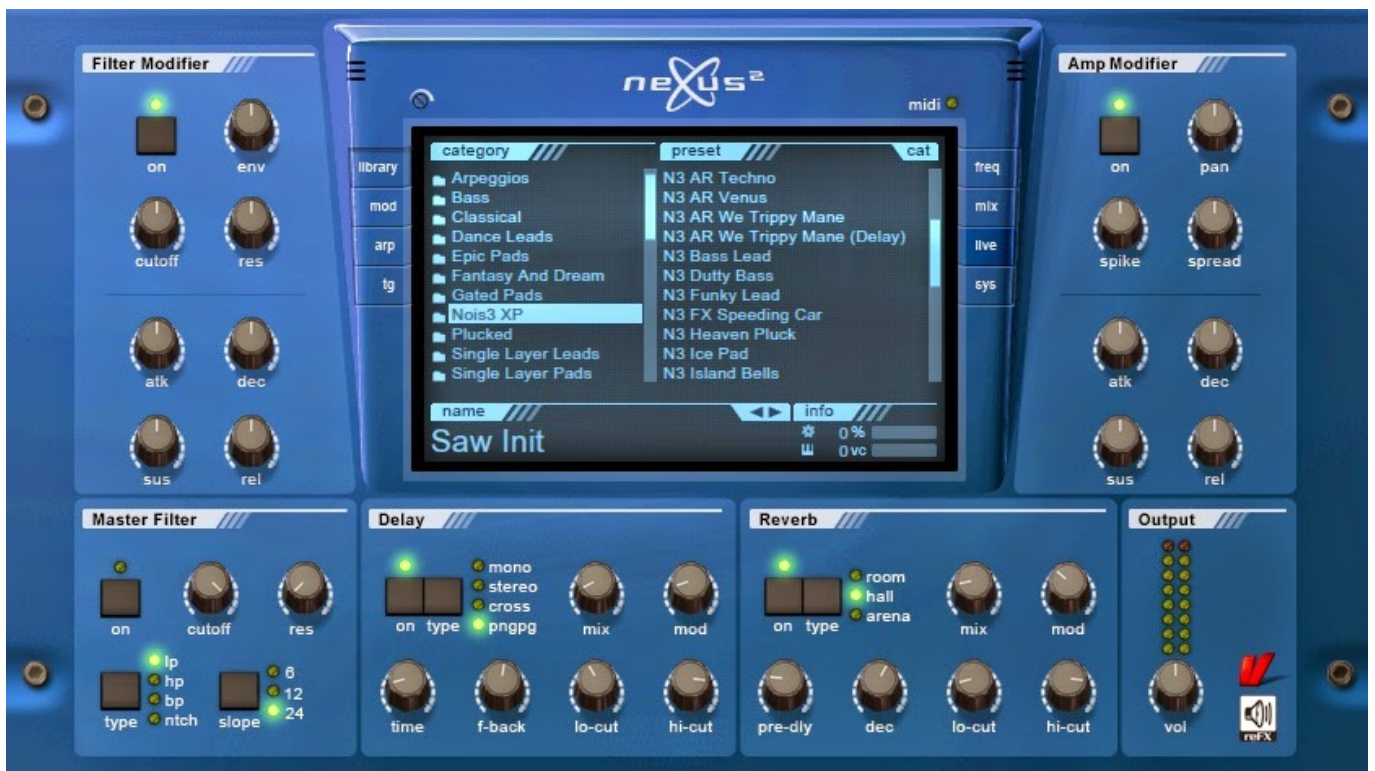 Filter Modifier
on
env
cutoff
res
atk
dec
sus
rel
nexus²
midi
library
mod
arp
tg
category
Arpeggios
Bass
Classical
Dance Leads
Epic Pads
Fantasy And Dream
Gated Pads
Nois3 XP
Plucked
Single Layer Leads
Single Layer Pads
preset
cat
N3 AR Techno
N3 AR Venus
N3 AR We Trippy Mane
N3 AR We Trippy Mane (Delay)
N3 Bass Lead
N3 Dutty Bass
N3 Funky Lead
N3 FX Speeding Car
N3 Heaven Pluck
N3 Ice Pad
N3 Island Bells
name
Saw Init
info
0 %
0 vc
freq
mix
live
sys
Amp Modifier
on
pan
spike
spread
atk
dec
sus
rel
Master Filter
on
cutoff
res
type
lp
hp
bp
ntch
slope
6
12
24
Delay
on
type
mono
stereo
cross
pngpg
mix
mod
time
f-back
lo-cut
hi-cut
Reverb
on
type
room
hall
arena
mix
mod
pre-dly
dec
lo-cut
hi-cut
Output
vol
V
reFX